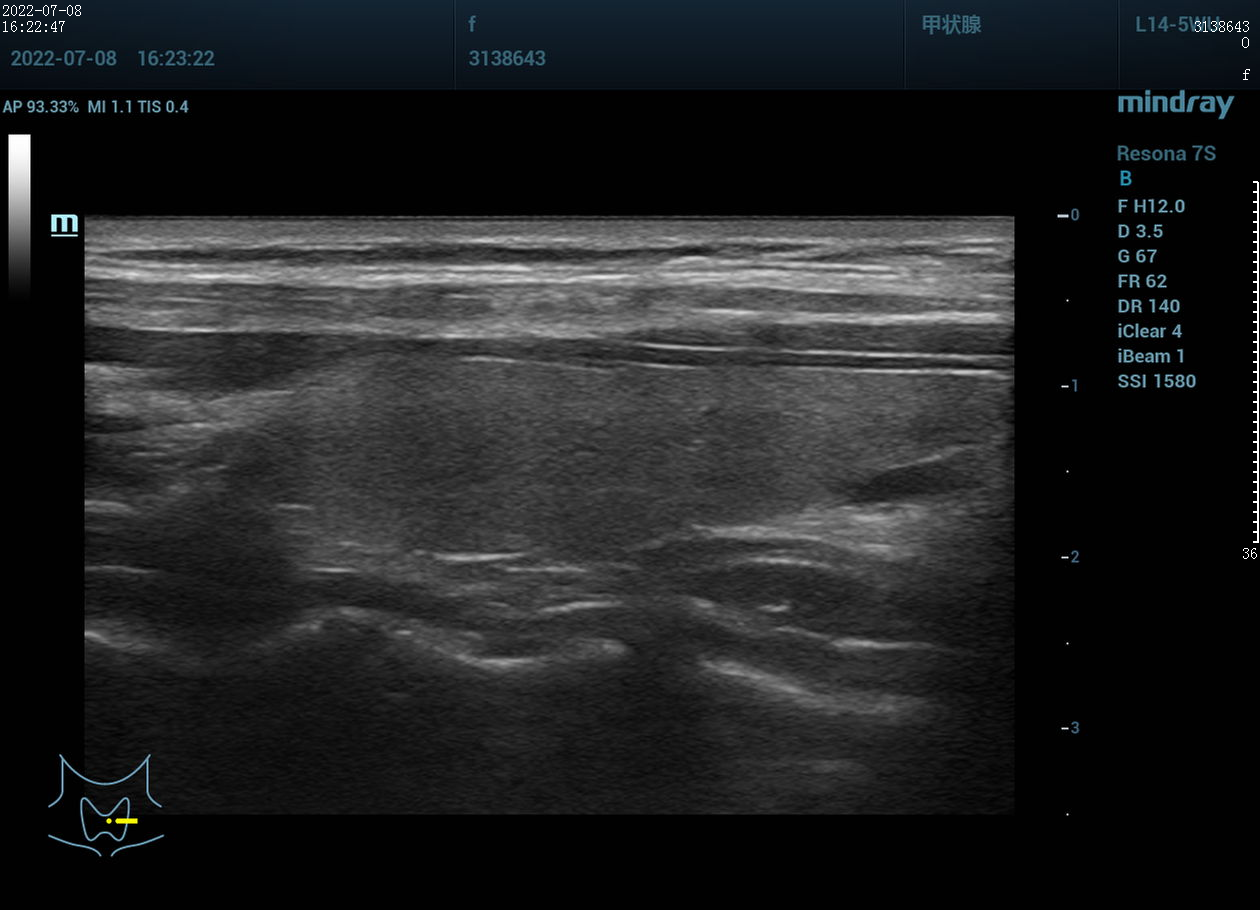 2022-07-08
16:22:47
2022-07-08 16:23:22
f
3138643
甲状腺
3138643
0
f
AP 93.33% MI 1.1 TIS 0.4
mindray
Resona 7S
B
F H12.0
D 3.5
G 67
FR 62
DR 140
iClear 4
iBeam 1
SSI 1580
m
0
1
2
3
36